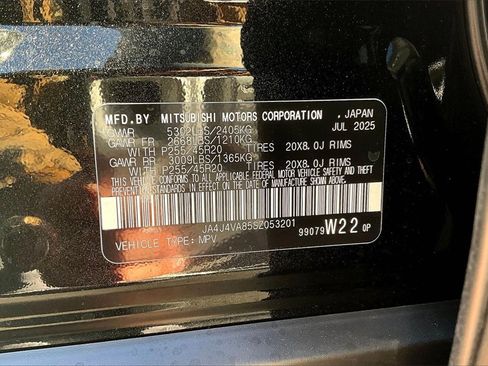 MFD.BY MITSUBISHI MOTORS CORPORATION , JAPAN
GVWR 5302LBS/2405KG JUL 2025
GAWR FR 2668LBS/1210KG
WITH P255/45R20 TIRES 20X8.0J RIMS
GAWR RR 3009LBS/1365KG
WITH P255/45R20 TIRES 20X8.0J RIMS
THIS VEHICLE CONFORMS TO ALL APPLICABLE FEDERAL MOTOR VEHICLE
SAFETY, BUMPER, AND THEFT
PREVENTION STANDARDS IN EFFECT ON THE DATE OF MANUFACTURE SHOWN ABOVE.
JA4J4VA85SZ053201
99079 W22 OP
VEHICLE TYPE: MPV